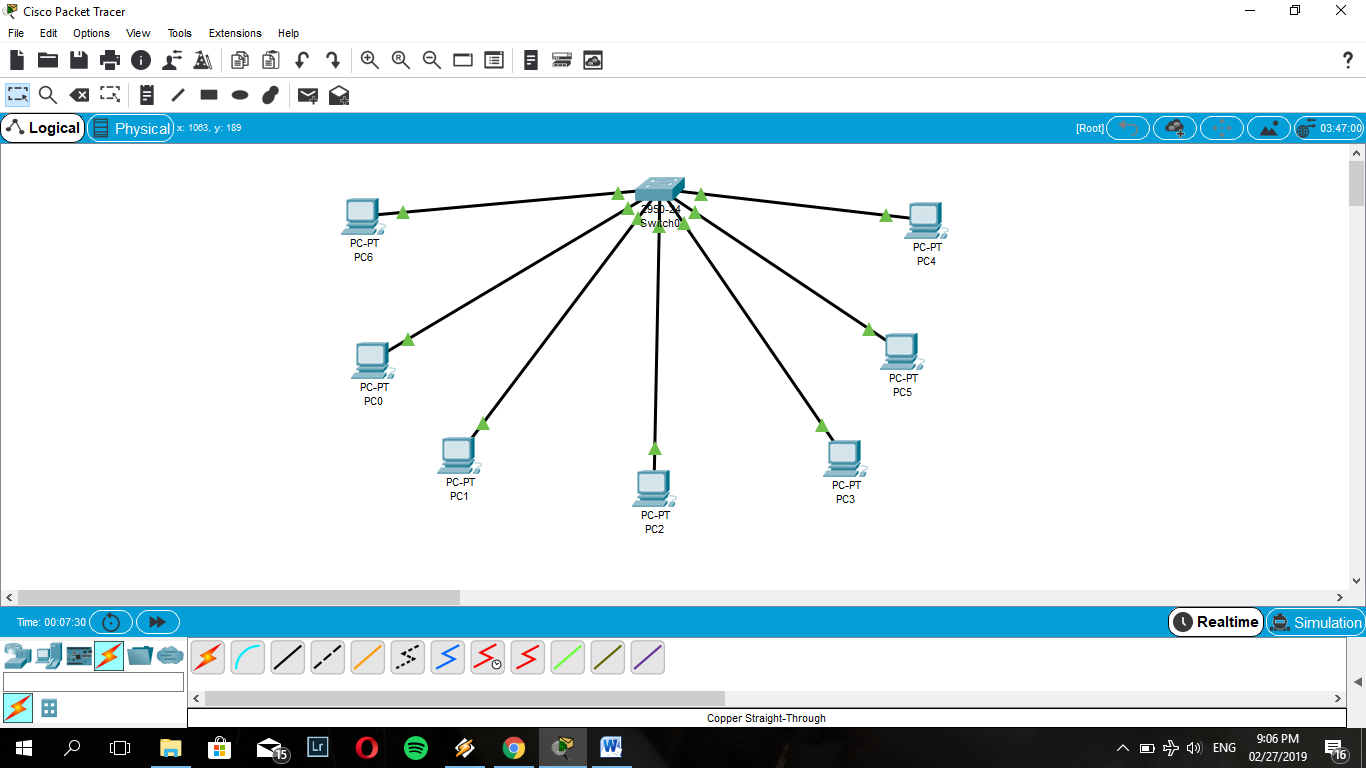 Cisco Packet Tracer
File Edit Options View Tools Extensions Help
Logical Physical x: 1063, y: 189 [Root] 03:47:00
2950-24
Switch0
PC-PT
PC6
PC-PT
PC4
PC-PT
PC0
PC-PT
PC5
PC-PT
PC1
PC-PT
PC3
PC-PT
PC2
Time: 00:07:30 Realtime Simulation
Copper Straight-Through
15 Lr ENG 9:06 PM
02/27/2019 16